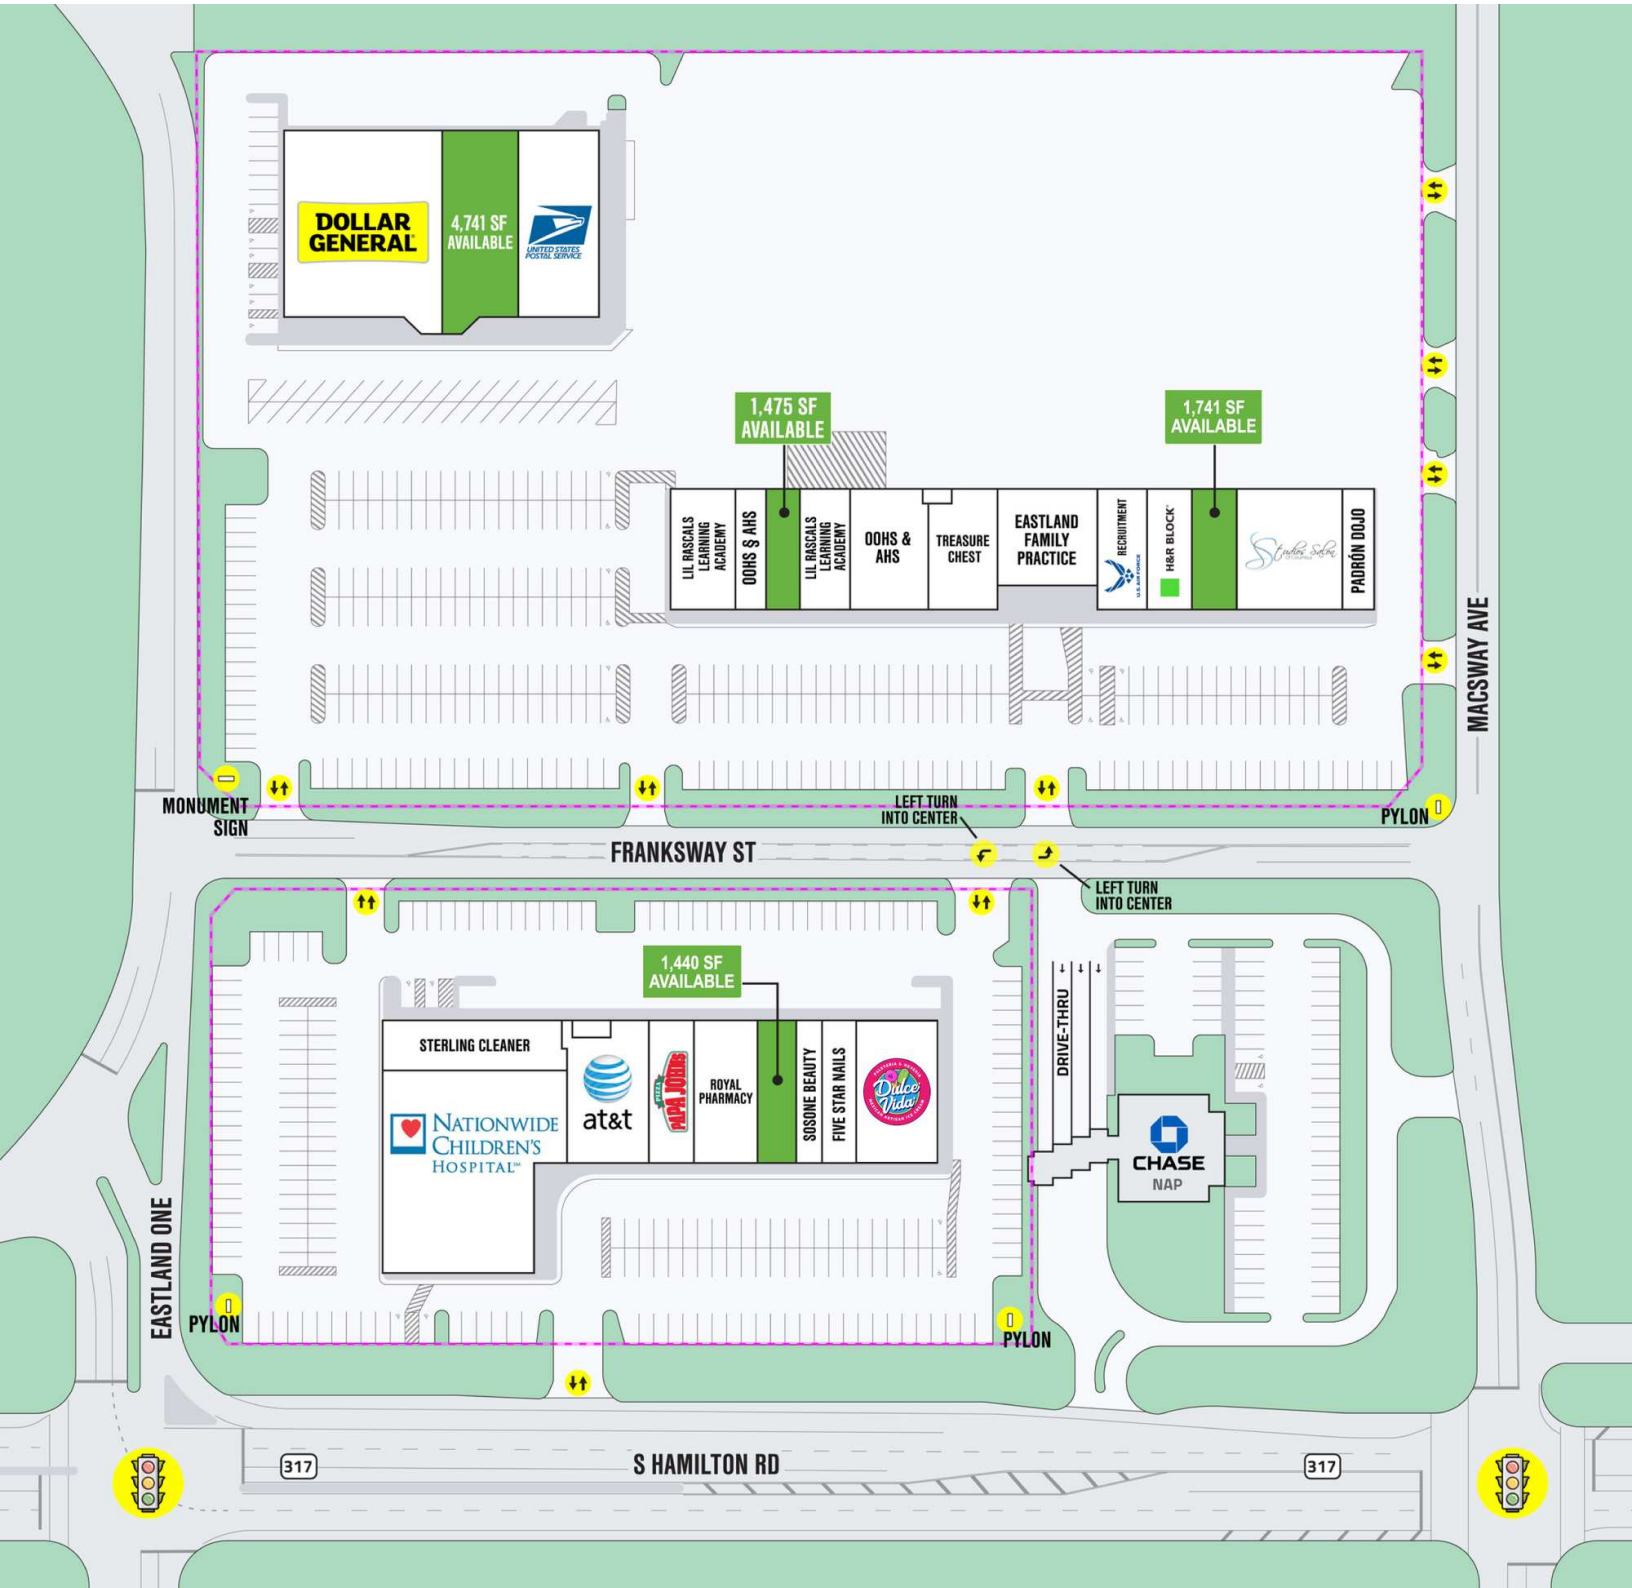 DOLLAR
GENERAL
4,741 SF
AVAILABLE
UNITED STATES
POSTAL SERVICE
1,475 SF
AVAILABLE
1,741 SF
AVAILABLE
LIL RASCALS
LEARNING
ACADEMY
OOHS & AHS
LIL RASCALS
LEARNING
ACADEMY
OOHS &
AHS
TREASURE
CHEST
EASTLAND
FAMILY
PRACTICE
RECRUITMENT
U.S. AIR FORCE
H&R BLOCK
Studios Salon
PADRÓN DOJO
MACSWAY AVE
MONUMENT
SIGN
LEFT TURN
INTO CENTER
PYLON
FRANKSWAY ST
LEFT TURN
INTO CENTER
1,440 SF
AVAILABLE
DRIVE-THRU
STERLING CLEANER
NATIONWIDE
CHILDREN'S
HOSPITAL
at&t
PIZZA
PAPA JOHNS
ROYAL
PHARMACY
SOSONE BEAUTY
FIVE STAR NAILS
Dulce
Vida
CHASE
NAP
EASTLAND ONE
PYLON
PYLON
317
S HAMILTON RD
317